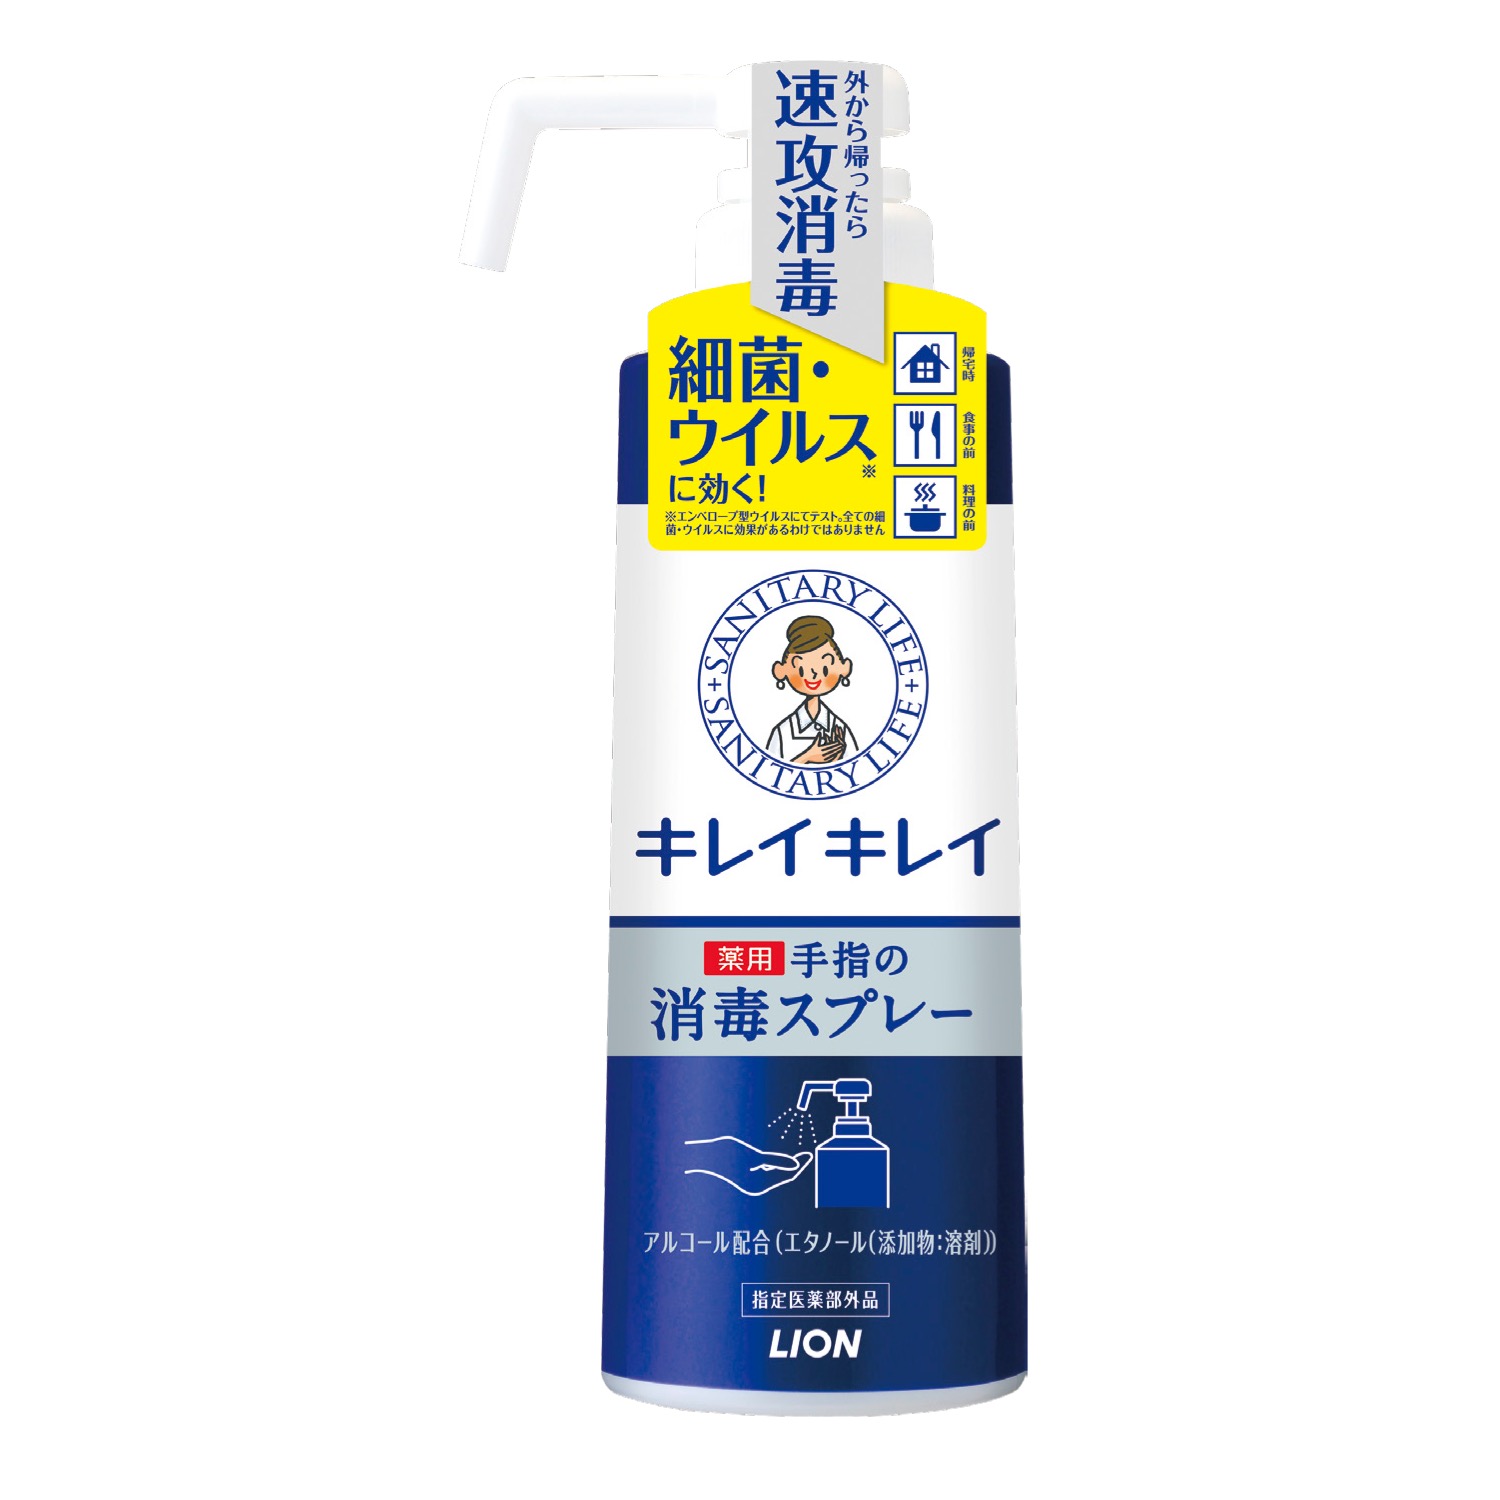 外から帰ったら
速攻消毒
細菌・
ウイルス※
に効く!
※エンベロープ型ウイルスにてテスト。全ての細
菌・ウイルスに効果があるわけではありません
帰宅時
食事の前
料理の前
SANITARY LIFE + SANITARY LIFE +
キレイキレイ
薬用 手指の
消毒スプレー
アルコール配合(エタノール(添加物:溶剤))
指定医薬部外品
LION